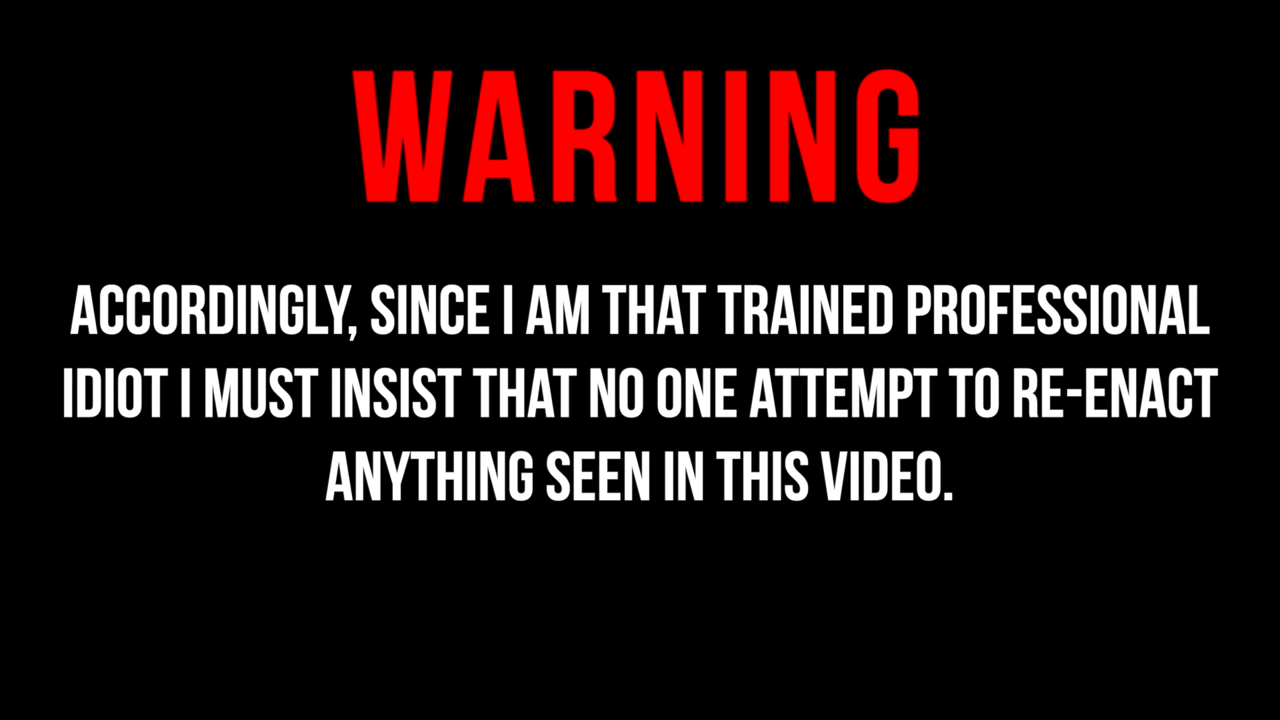 WARNING
ACCORDINGLY, SINCE I AM THAT TRAINED PROFESSIONAL
IDIOT I MUST INSIST THAT NO ONE ATTEMPT TO RE-ENACT
ANYTHING SEEN IN THIS VIDEO.